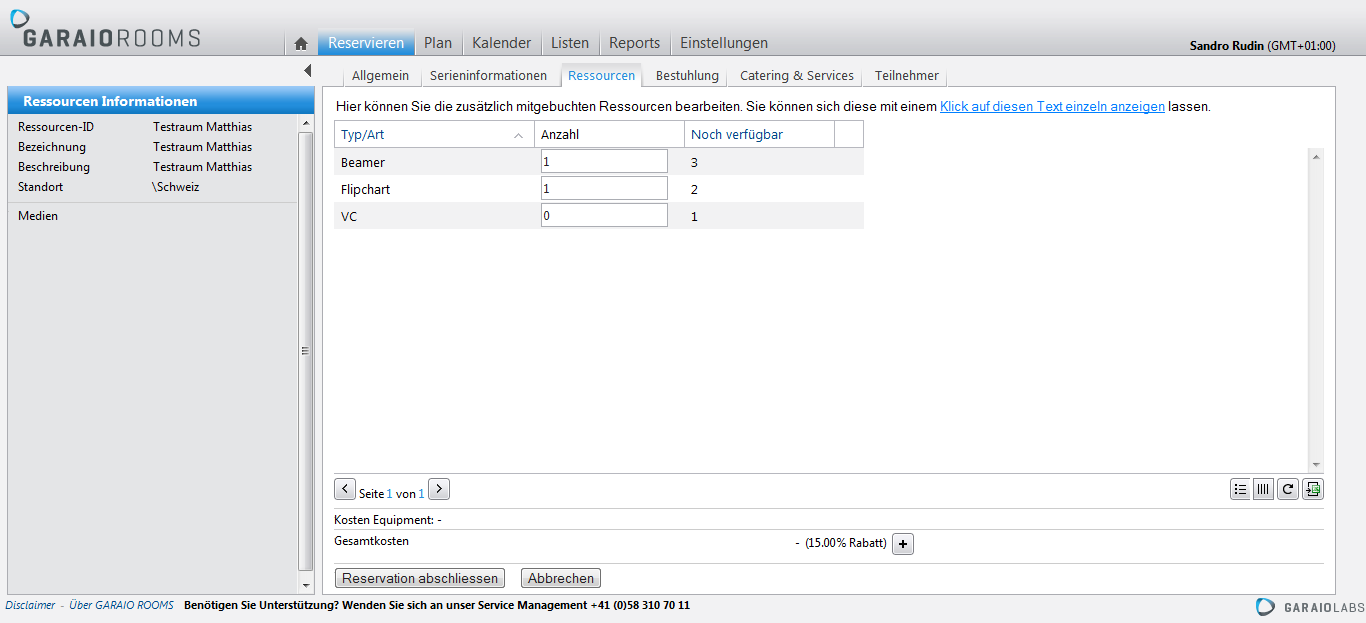 GARAIOROOMS
Reservieren Plan Kalender Listen Reports Einstellungen
Sandro Rudin (GMT+01:00)
Allgemein Serieninformationen Ressourcen Bestuhlung Catering & Services Teilnehmer
Ressourcen Informationen
Ressourcen-ID Testraum Matthias
Bezeichnung Testraum Matthias
Beschreibung Testraum Matthias
Standort \Schweiz
Medien
Hier können Sie die zusätzlich mitgebuchten Ressourcen bearbeiten. Sie können sich diese mit einem Klick auf diesen Text einzeln anzeigen lassen.
Typ/Art Anzahl Noch verfügbar
Beamer 1 3
Flipchart 1 2
VC 0 1
Seite 1 von 1
Kosten Equipment: -
Gesamtkosten - (15.00% Rabatt)
Reservation abschliessen Abbrechen
Disclaimer - Über GARAIO ROOMS Benötigen Sie Unterstützung? Wenden Sie sich an unser Service Management +41 (0)58 310 70 11
GARAIOLABS